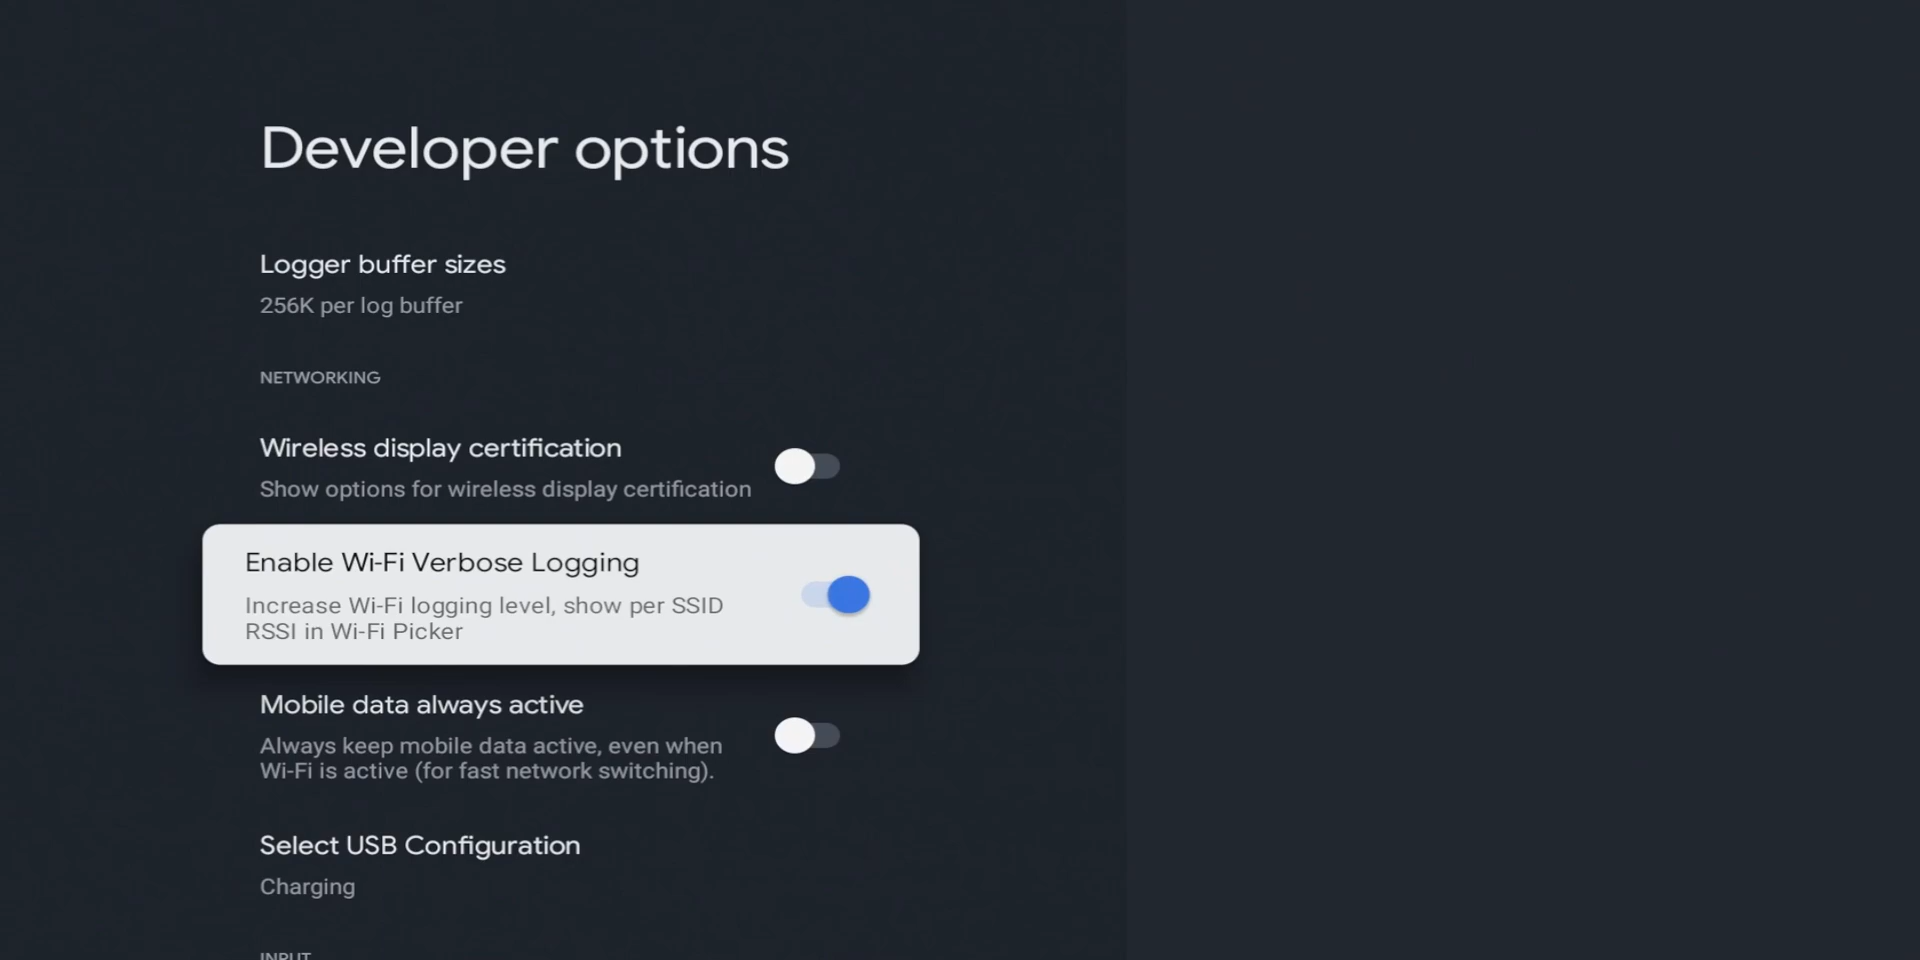 Developer options
Logger buffer sizes
256K per log buffer
NETWORKING
Wireless display certification
Show options for wireless display certification
Enable Wi-Fi Verbose Logging
Increase Wi-Fi logging level, show per SSID
RSSI in Wi-Fi Picker
Mobile data always active
Always keep mobile data active, even when
Wi-Fi is active (for fast network switching).
Select USB Configuration
Charging
INPUT